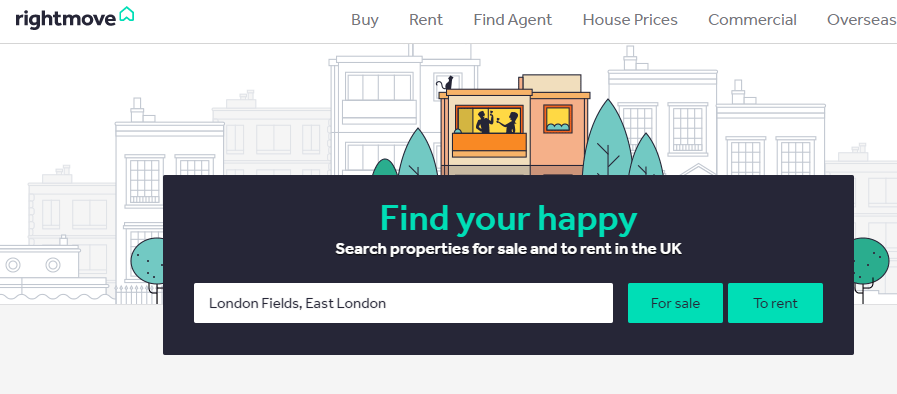 rightmove
Buy Rent Find Agent House Prices Commercial Overseas
Find your happy
Search properties for sale and to rent in the UK
London Fields, East London
For sale To rent